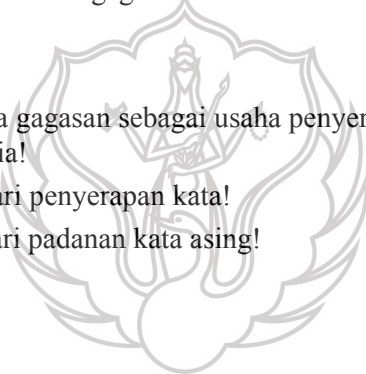 a gagasan sebagai usaha penyer
ia!
ari penyerapan kata!
ari padanan kata asing!